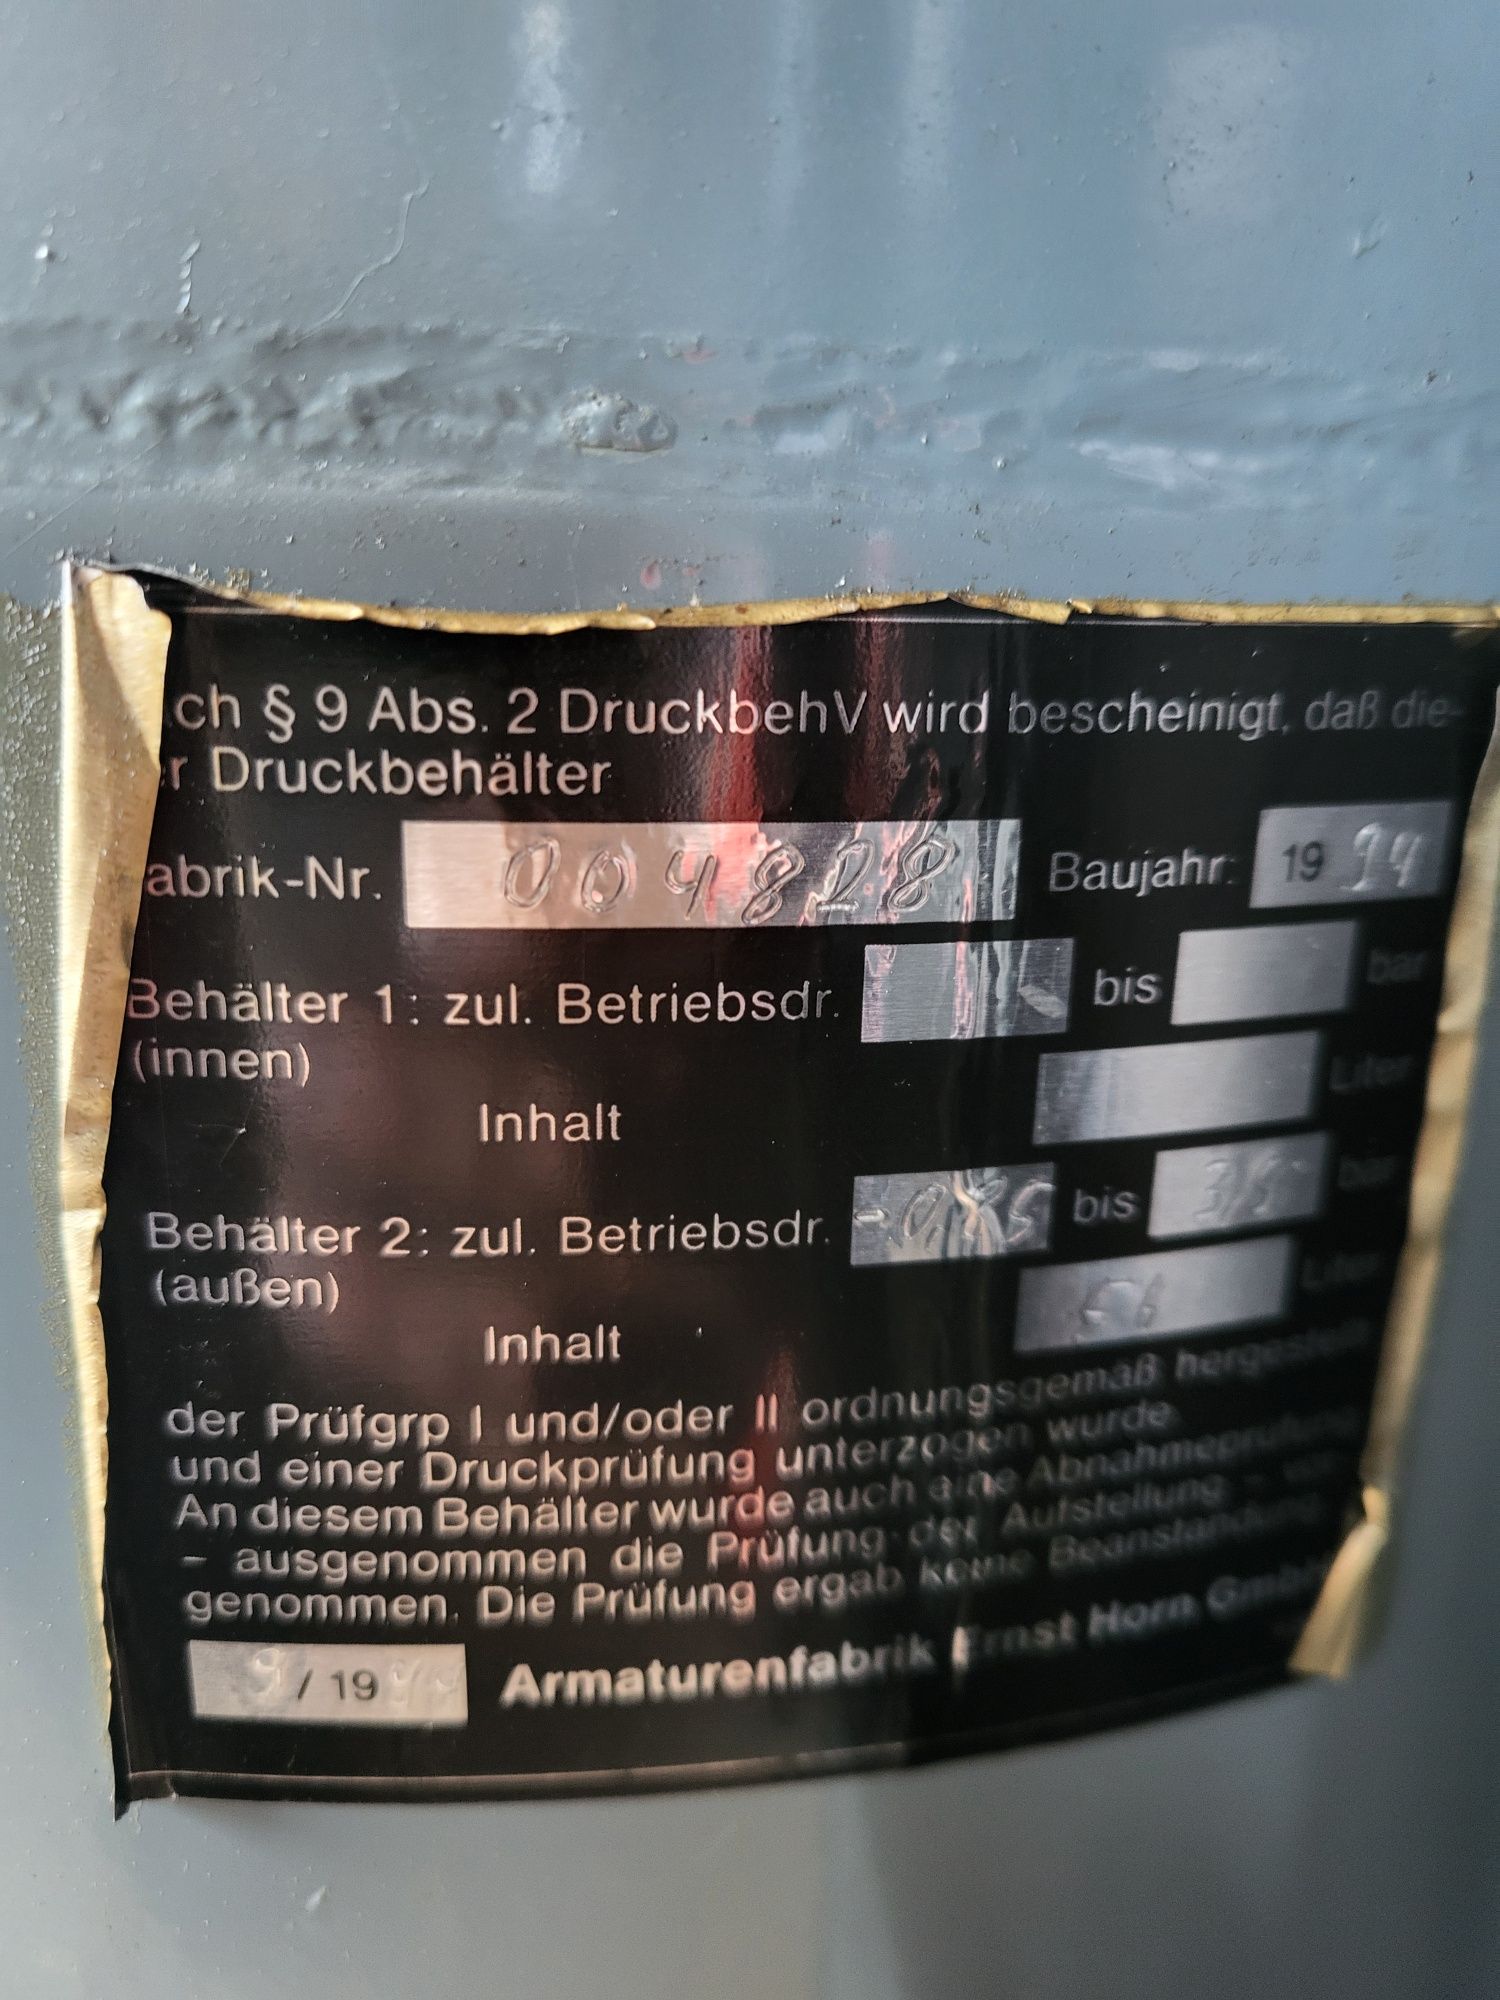 ch § 9 Abs. 2 DruckbehV wird bescheinigt, daß die-
r Druckbehälter
abrik-Nr. 004828 Baujahr: 19 94
Behälter 1: zul. Betriebsdr. - bis bar
(innen)
Inhalt Liter
Behälter 2: zul. Betriebsdr. bis bar
(außen)
Inhalt Liter
der Prüfgrp I und/oder II ordnungsgemäß hergestellt
und einer Druckprüfung unterzogen wurde.
An diesem Behälter wurde auch eine Abnahmeprüfung
– ausgenommen die Prüfung der Aufstellung –
genommen. Die Prüfung ergab keine Beanstandung.
9 / 19 94 Armaturenfabrik Ernst Horn GmbH